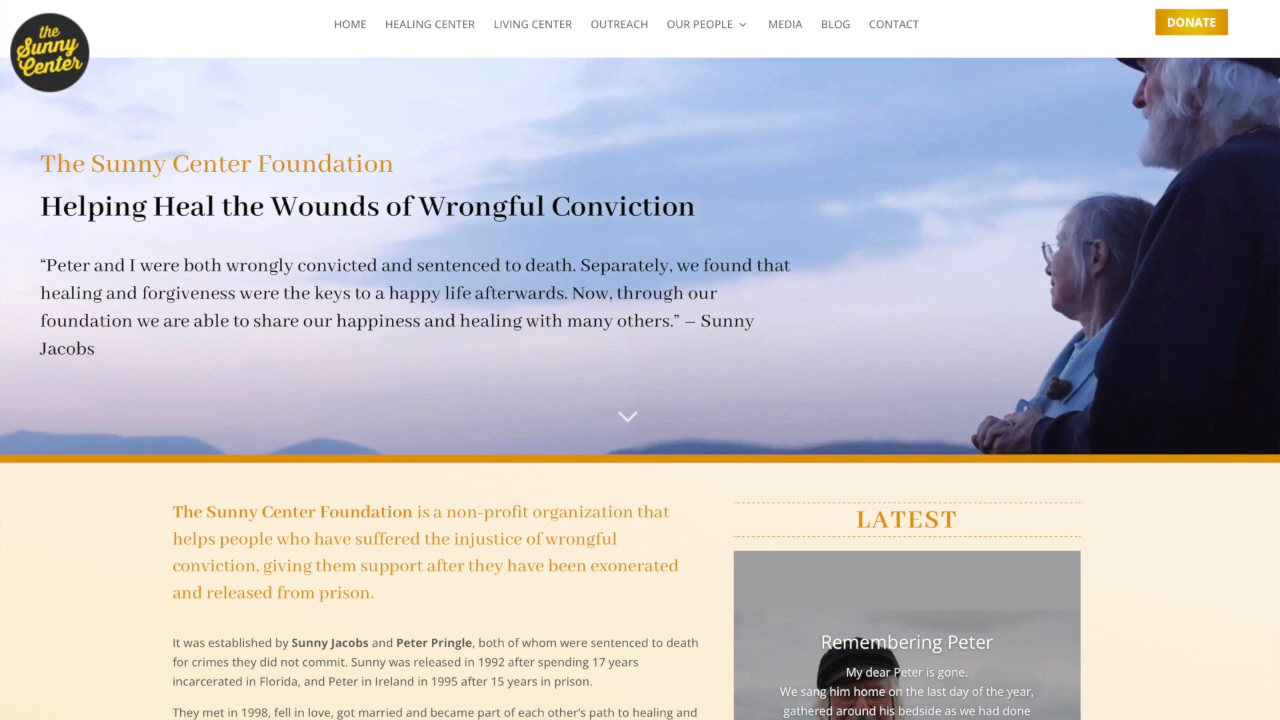 the
Sunny
Center
HOME HEALING CENTER LIVING CENTER OUTREACH OUR PEOPLE MEDIA BLOG CONTACT
DONATE
The Sunny Center Foundation
Helping Heal the Wounds of Wrongful Conviction
“Peter and I were both wrongly convicted and sentenced to death. Separately, we found that
healing and forgiveness were the keys to a happy life afterwards. Now, through our
foundation we are able to share our happiness and healing with many others.” – Sunny
Jacobs
The Sunny Center Foundation is a non-profit organization that
helps people who have suffered the injustice of wrongful
conviction, giving them support after they have been exonerated
and released from prison.
It was established by Sunny Jacobs and Peter Pringle, both of whom were sentenced to death
for crimes they did not commit. Sunny was released in 1992 after spending 17 years
incarcerated in Florida, and Peter in Ireland in 1995 after 15 years in prison.
They met in 1998, fell in love, got married and became part of each other’s path to healing and
LATEST
Remembering Peter
My dear Peter is gone.
We sang him home on the last day of the year,
gathered around his bedside as we had done